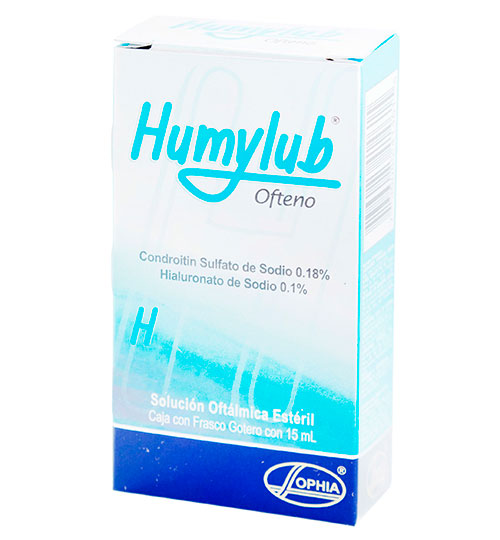 Ofteno
Humylub®
Ofteno
Condroitin Sulfato de Sodio 0.18%
Hialuronato de Sodio 0.1%
H
Solución Oftálmica Estéril
Caja con Frasco Gotero con 15 mL
SOPHIA®